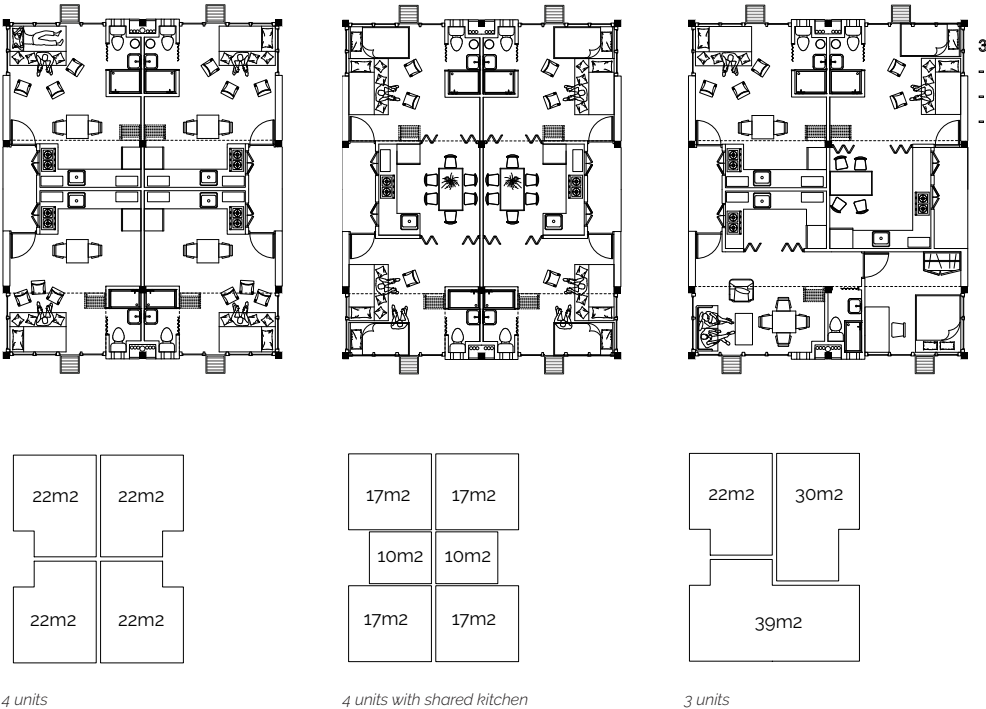 3
22m2 22m2
22m2 22m2
4 units
17m2 17m2
10m2 10m2
17m2 17m2
4 units with shared kitchen
22m2 30m2
39m2
3 units